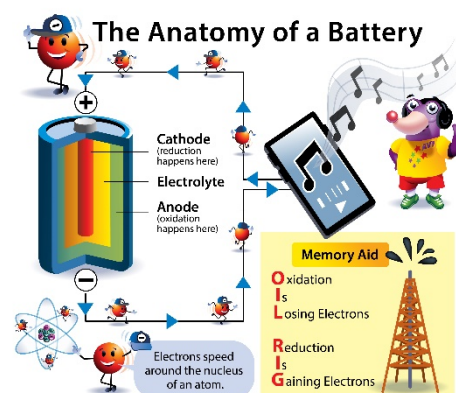 The Anatomy of a Battery
+
Cathode
(reduction
happens here)
Electrolyte
Anode
(oxidation
happens here)
−
Electrons speed
around the nucleus
of an atom.
Memory Aid
Oxidation
Is
Losing Electrons
Reduction
Is
Gaining Electrons